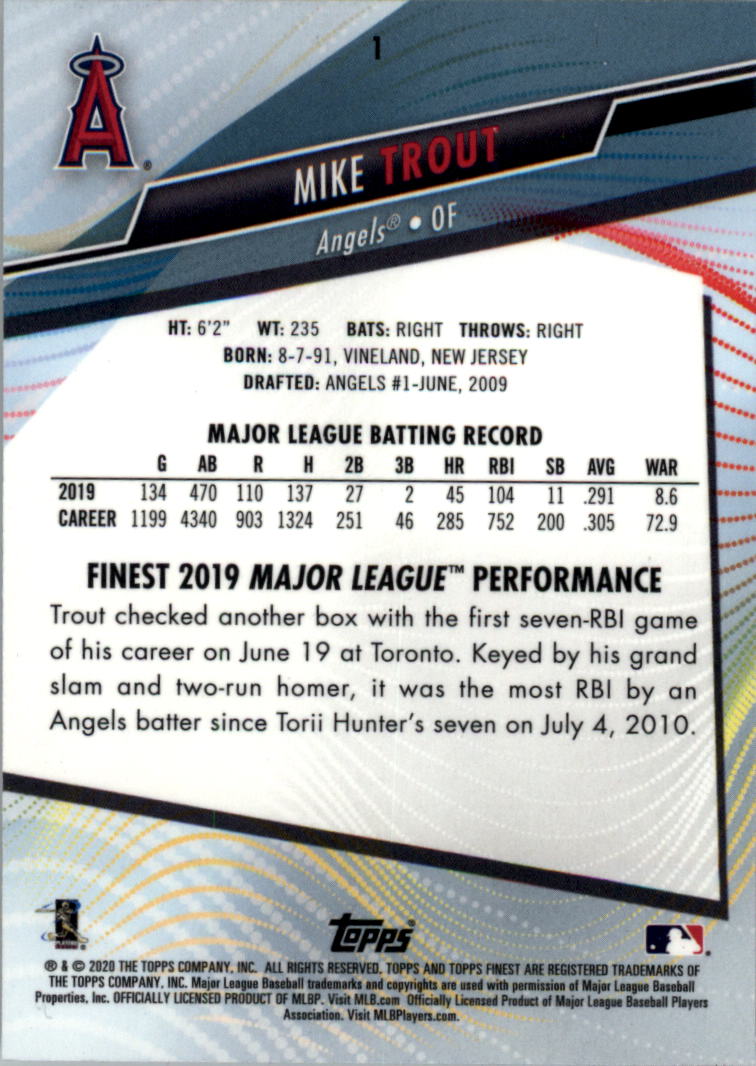 1
A®
MIKE TROUT
Angels® • OF
HT: 6'2" WT: 235 BATS: RIGHT THROWS: RIGHT
BORN: 8-7-91, VINELAND, NEW JERSEY
DRAFTED: ANGELS #1-JUNE, 2009
MAJOR LEAGUE BATTING RECORD
G AB R H 2B 3B HR RBI SB AVG WAR
2019 134 470 110 137 27 2 45 104 11 .291 8.6
CAREER 1199 4340 903 1324 251 46 285 752 200 .305 72.9
FINEST 2019 MAJOR LEAGUE™ PERFORMANCE
Trout checked another box with the first seven-RBI game
of his career on June 19 at Toronto. Keyed by his grand
slam and two-run homer, it was the most RBI by an
Angels batter since Torii Hunter's seven on July 4, 2010.
topps®
® & © 2020 THE TOPPS COMPANY, INC. ALL RIGHTS RESERVED. TOPPS AND TOPPS FINEST ARE REGISTERED TRADEMARKS OF
THE TOPPS COMPANY, INC. Major League Baseball trademarks and copyrights are used with permission of Major League Baseball
Properties, Inc. OFFICIALLY LICENSED PRODUCT OF MLBP. Visit MLB.com Officially Licensed Product of Major League Baseball Players
Association. Visit MLBPlayers.com.